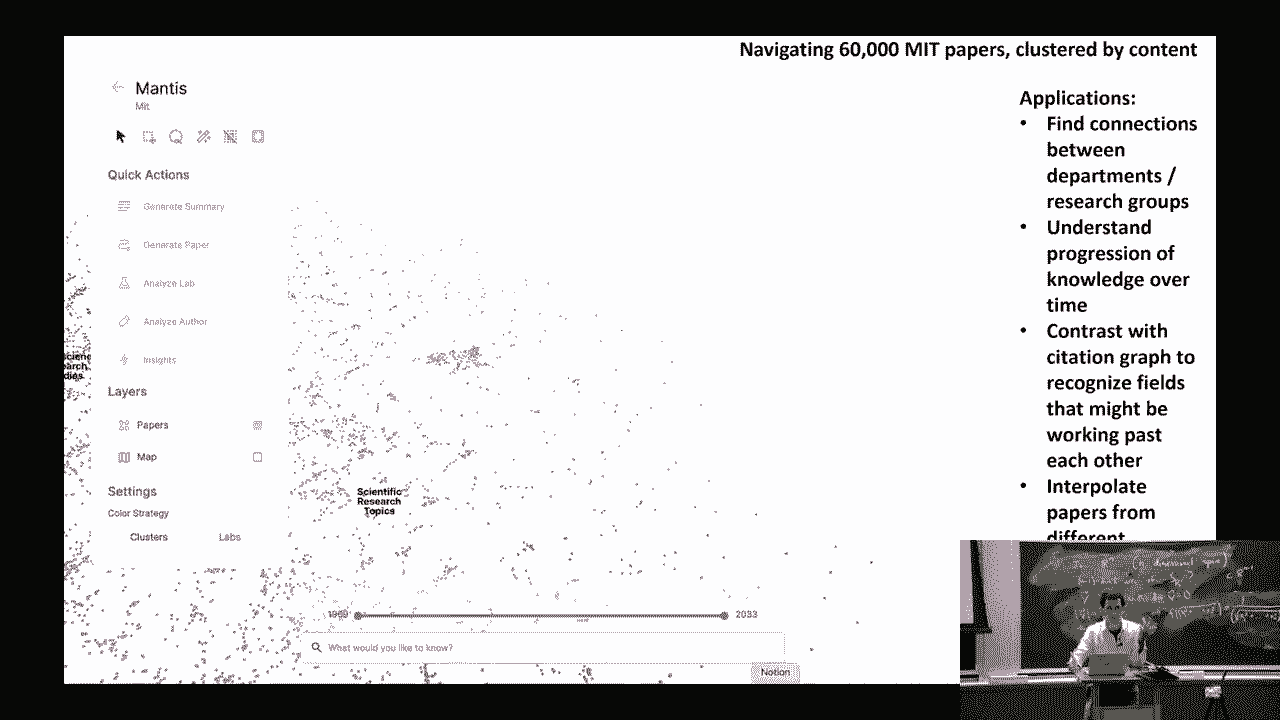 Navigating 60,000 MIT papers, clustered by content
Mantis
Mit
Quick Actions
Generate Summary
Generate Paper
Analyze Lab
Analyze Author
Insights
Layers
Papers
Map
Settings
Color Strategy
Clusters
Labs
Scientific
Research
Topics
2033
What would you like to know?
Notion
Applications:
• Find connections
between
departments /
research groups
• Understand
progression of
knowledge over
time
• Contrast with
citation graph to
recognize fields
that might be
working past
each other
• Interpolate
papers from
different